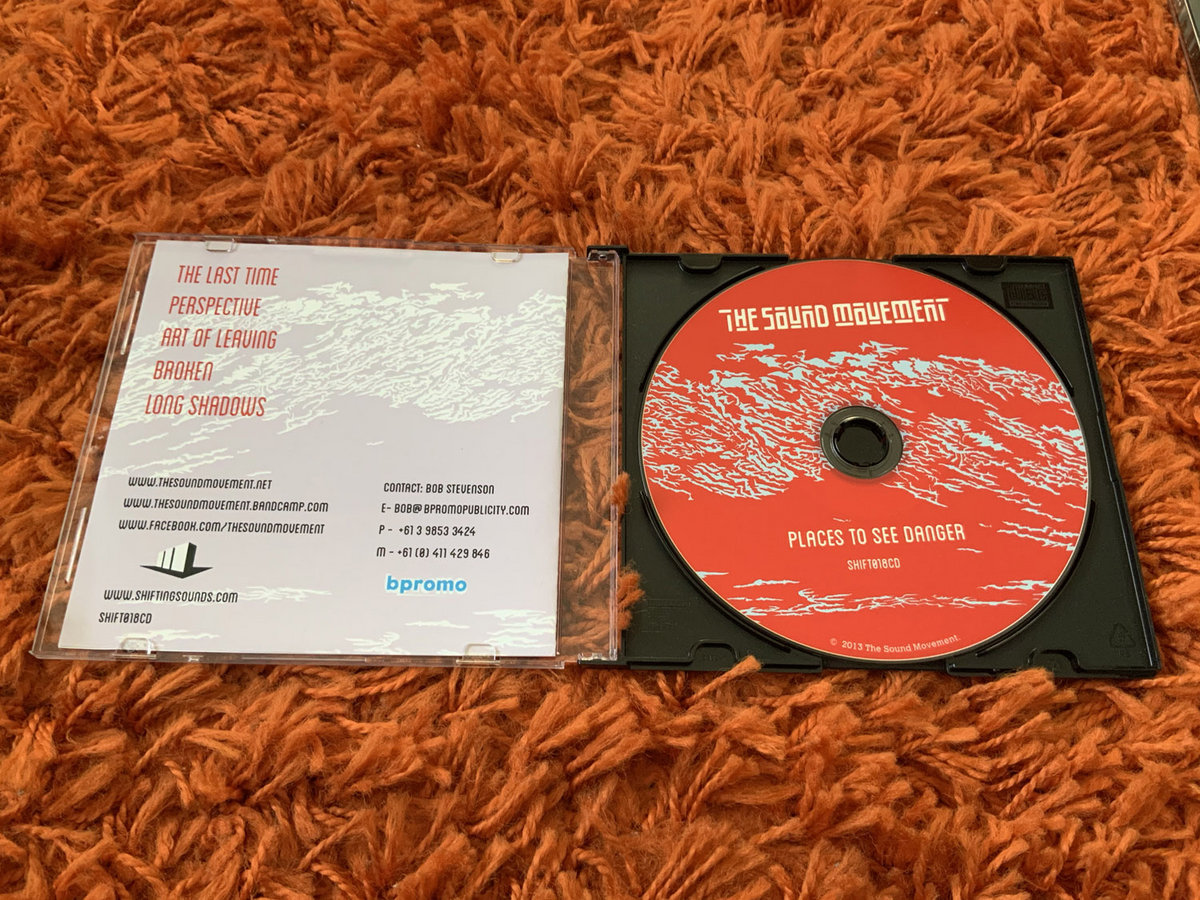 THE LAST TIME
PERSPECTIVE
ART OF LEAVING
BROKEN
LONG SHADOWS
WWW.THESOUNDMOVEMENT.NET
WWW.THESOUNDMOVEMENT.BANDCAMP.COM
WWW.FACEBOOK.COM/THESOUNDMOVEMENT
WWW.SHIFTINGSOUNDS.COM
SHIFT018CD
CONTACT: BOB STEVENSON
E- BOB@BPROMOPUBLICITY.COM
P - +61 3 9853 3424
M - +61 (0) 411 429 846
bpromo
THE SOUND MOVEMENT
PLACES TO SEE DANGER
SHIFT018CD
© 2013 The Sound Movement.